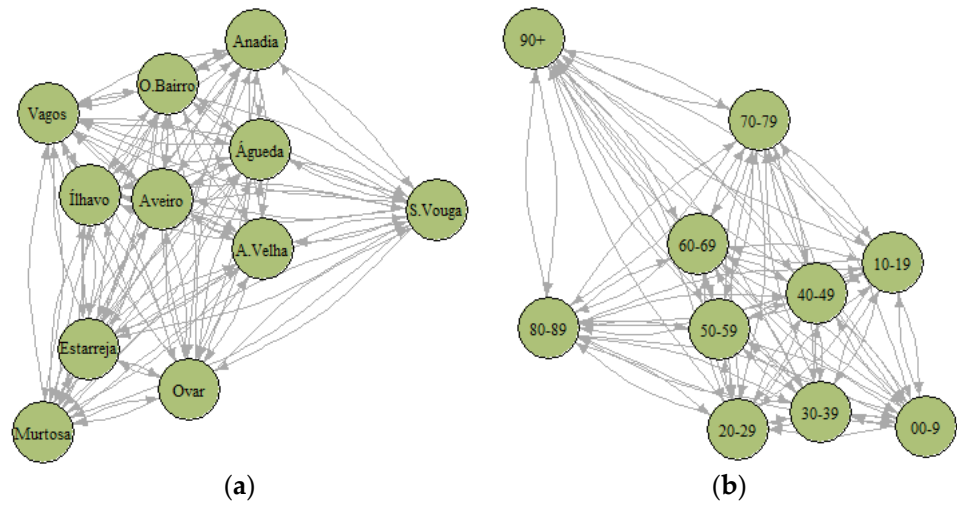 Anadia
O.Bairro
Vagos
Águeda
Ílhavo
Aveiro
S.Vouga
A.Velha
Estarreja
Ovar
Murtosa
(a)
90+
70-79
60-69
10-19
40-49
80-89
50-59
30-39
20-29
00-9
(b)